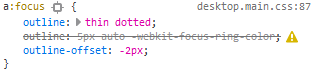 a:focus { desktop.main.css:87
outline: thin dotted;
outline: 5px auto -webkit-focus-ring-color;
outline-offset: -2px;
}